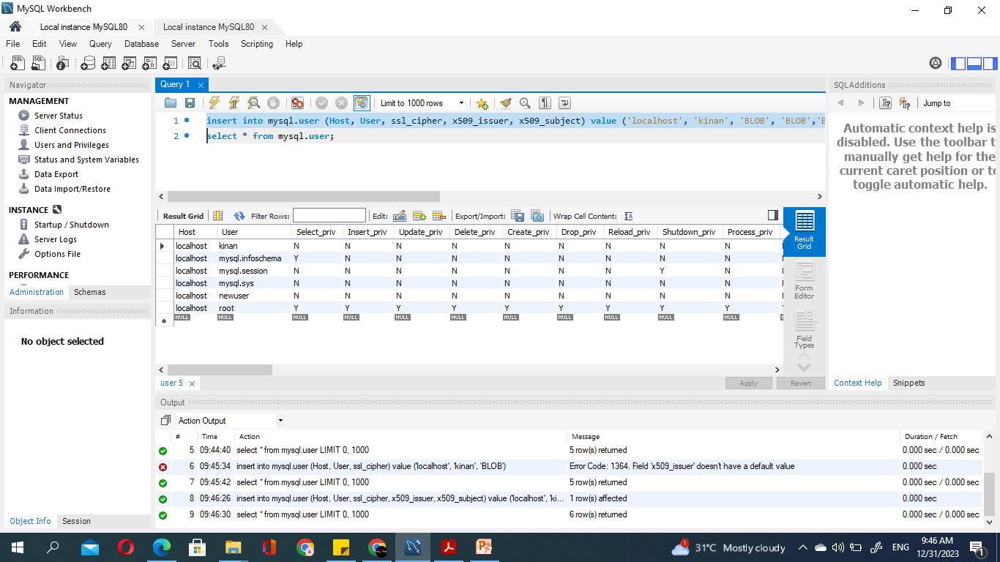 MySQL Workbench
Local instance MySQL80
Local instance MySQL80
File Edit View Query Database Server Tools Scripting Help
Navigator
MANAGEMENT
Server Status
Client Connections
Users and Privileges
Status and System Variables
Data Export
Data Import/Restore
INSTANCE
Startup / Shutdown
Server Logs
Options File
PERFORMANCE
Administration Schemas
Information
No object selected
Object Info Session
Query 1
Limit to 1000 rows
1 insert into mysql.user (Host, User, ssl_cipher, x509_issuer, x509_subject) value ('localhost', 'kinan', 'BLOB', 'BLOB','B
2 select * from mysql.user;
Result Grid Filter Rows: Edit: Export/Import: Wrap Cell Content:
Host User Select_priv Insert_priv Update_priv Delete_priv Create_priv Drop_priv Reload_priv Shutdown_priv Process_priv
localhost kinan N N N N N N N N N
localhost mysql.infoschema Y N N N N N N N N
localhost mysql.session N N N N N N N Y N
localhost mysql.sys N N N N N N N N N
localhost newuser N N N N N N N N N
localhost root Y Y Y Y Y Y Y Y Y
NULL NULL NULL NULL NULL NULL NULL NULL NULL NULL NULL
Result
Grid
Form
Editor
Field
Types
user 5
Apply Revert
SQLAdditions
Jump to
Automatic context help is
disabled. Use the toolbar t
manually get help for the
current caret position or to
toggle automatic help.
Context Help Snippets
Output
Action Output
# Time Action Message Duration / Fetch
5 09:44:40 select * from mysql.user LIMIT 0, 1000 5 row(s) returned 0.000 sec / 0.000 sec
6 09:45:34 insert into mysql.user (Host, User, ssl_cipher) value ('localhost', 'kinan', 'BLOB') Error Code: 1364. Field 'x509_issuer' doesn't have a default value 0.000 sec
7 09:45:42 select * from mysql.user LIMIT 0, 1000 5 row(s) returned 0.000 sec / 0.000 sec
8 09:46:26 insert into mysql.user (Host, User, ssl_cipher, x509_issuer, x509_subject) value ('localhost', 'ki... 1 row(s) affected 0.000 sec
9 09:46:30 select * from mysql.user LIMIT 0, 1000 6 row(s) returned 0.000 sec / 0.000 sec
1 31°C Mostly cloudy ENG 9:46 AM
12/31/2023 1